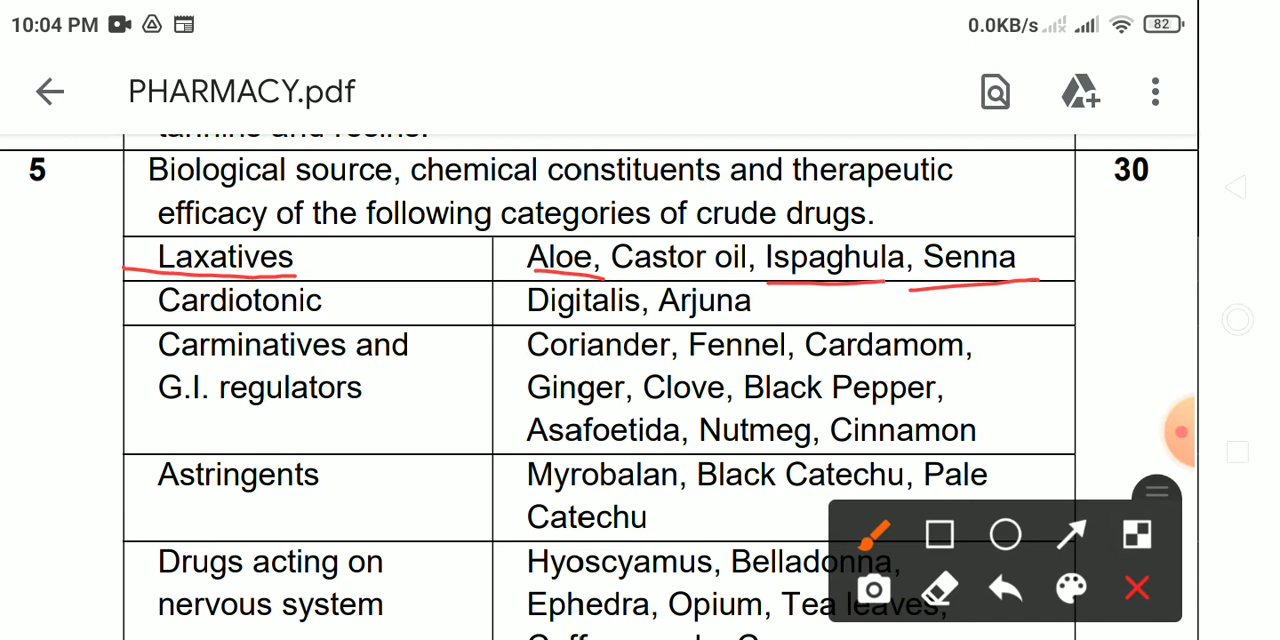 10:04 PM
0.0KB/s
82
PHARMACY.pdf
tannins and resins.
5
Biological source, chemical constituents and therapeutic
efficacy of the following categories of crude drugs.
30
Laxatives
Aloe, Castor oil, Ispaghula, Senna
Cardiotonic
Digitalis, Arjuna
Carminatives and
G.I. regulators
Coriander, Fennel, Cardamom,
Ginger, Clove, Black Pepper,
Asafoetida, Nutmeg, Cinnamon
Astringents
Myrobalan, Black Catechu, Pale
Catechu
Drugs acting on
nervous system
Hyoscyamus, Belladonna,
Ephedra, Opium, Tea leaves,